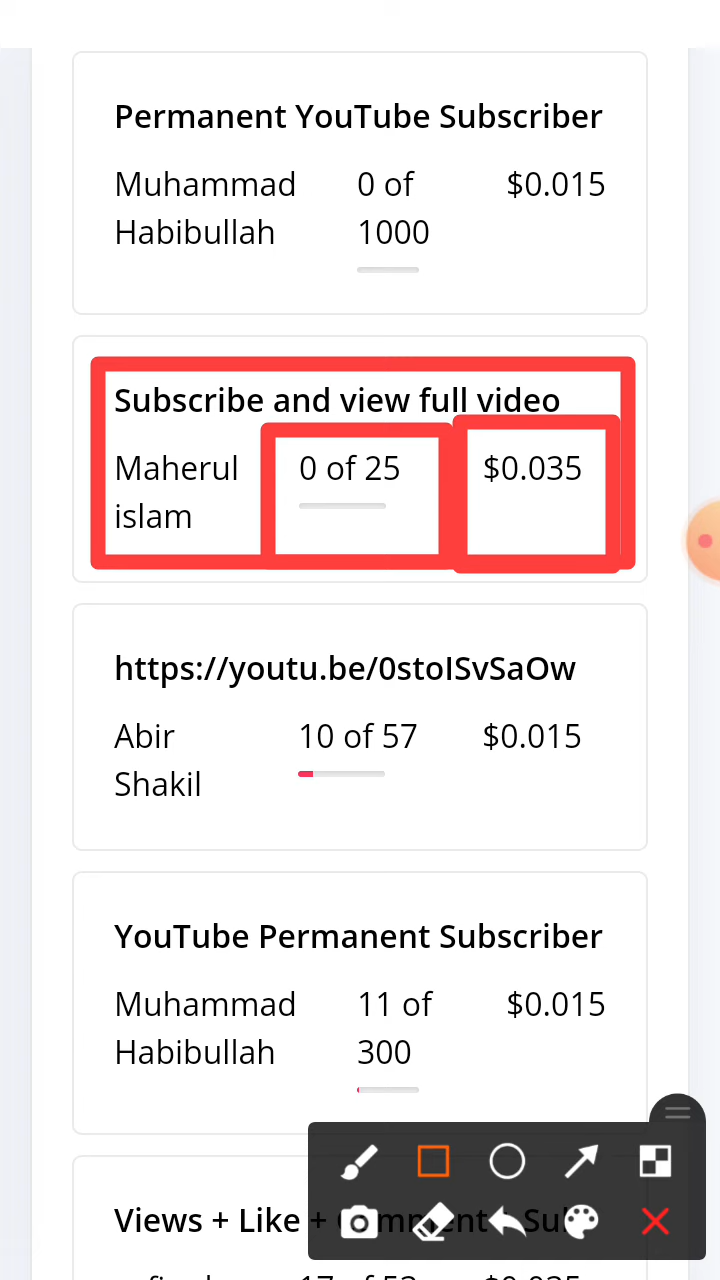 Permanent YouTube Subscriber
Muhammad 0 of $0.015
Habibullah 1000
Subscribe and view full video
Maherul 0 of 25 $0.035
islam
https://youtu.be/0stoISvSaOw
Abir 10 of 57 $0.015
Shakil
YouTube Permanent Subscriber
Muhammad 11 of $0.015
Habibullah 300
Views + Like +